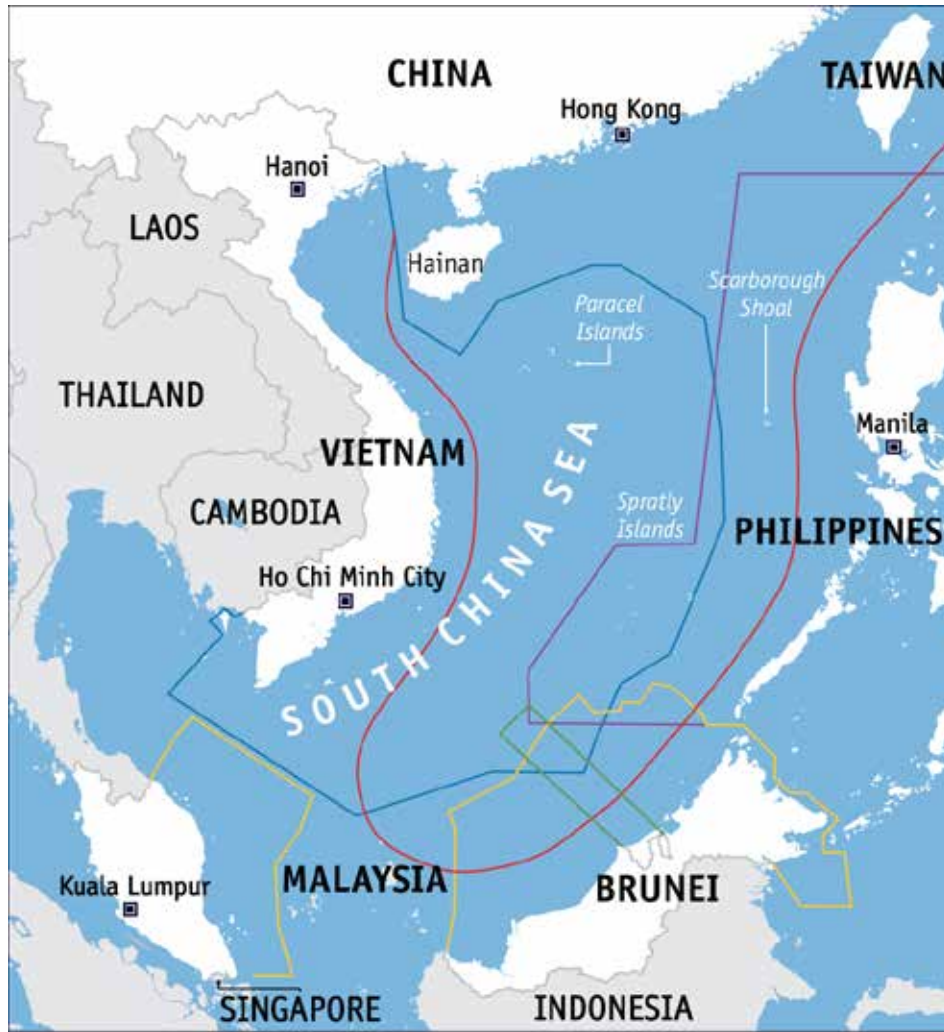 CHINA
TAIWAN
Hong Kong
Hanoi
LAOS
Hainan
Paracel
Islands
Scarborough
Shoal
THAILAND
VIETNAM
Manila
CAMBODIA
SOUTH CHINA SEA
Spratly
Islands
PHILIPPINES
Ho Chi Minh City
MALAYSIA
Kuala Lumpur
BRUNEI
SINGAPORE
INDONESIA